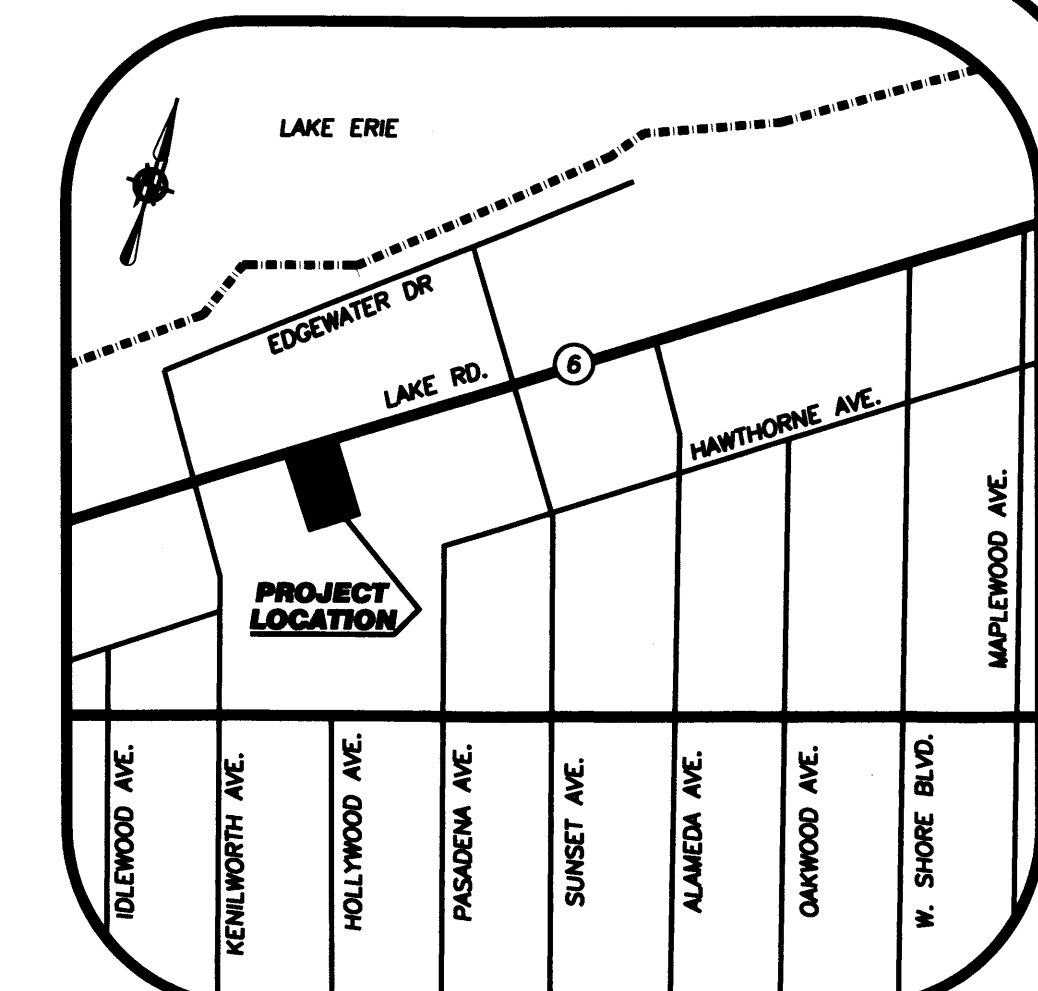 LAKE ERIE
EDGEWATER DR
LAKE RD.
6
HAWTHORNE AVE.
MAPLEWOOD AVE.
PROJECT
LOCATION
IDLEWOOD AVE.
KENILWORTH AVE.
HOLLYWOOD AVE.
PASADENA AVE.
SUNSET AVE.
ALAMEDA AVE.
OAKWOOD AVE.
W. SHORE BLVD.